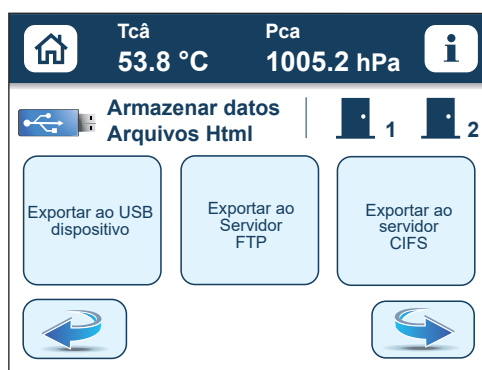 Tcâ
Pca
53.8 °C
1005.2 hPa
i
Armazenar datos
Arquivos Html
1
2
Exportar ao USB
dispositivo
Exportar ao
Servidor
FTP
Exportar ao
servidor
CIFS